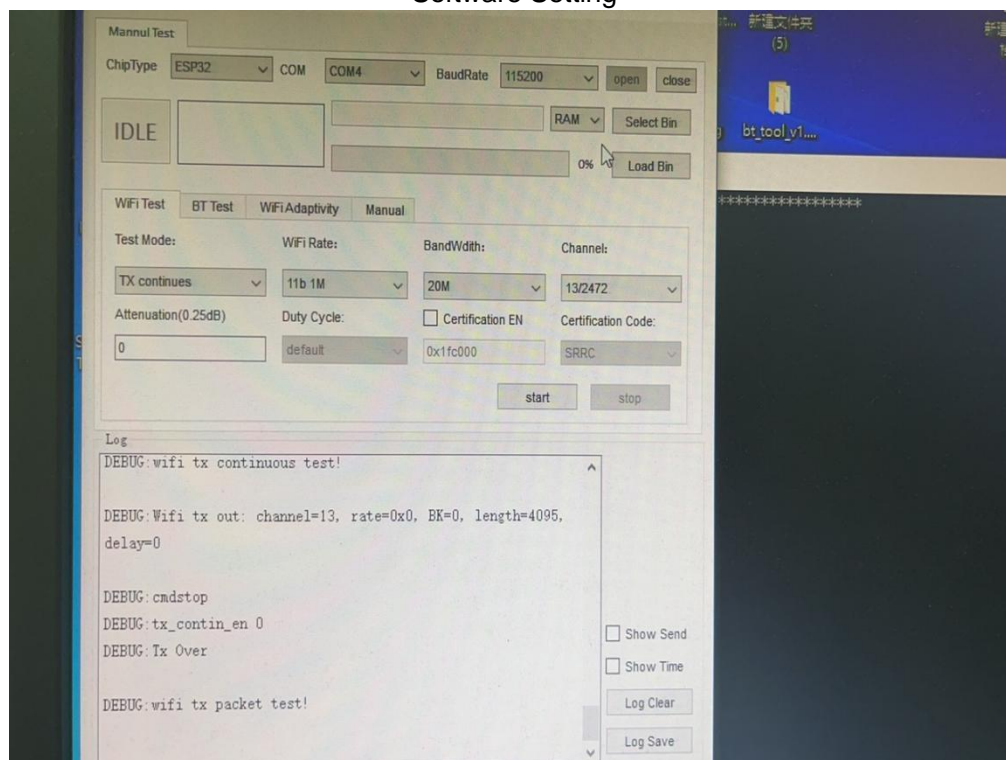 Software Setting
Mannul Test
新建文件夹
(5)
ChipType ESP32 COM COM4 BaudRate 115200 open close
IDLE RAM Select Bin
bt_tool_v1....
0% Load Bin
WiFi Test BT Test WiFi Adaptivity Manual
*****************
Test Mode: WiFi Rate: BandWdith: Channel:
TX continues 11b 1M 20M 13/2472
Attenuation(0.25dB) Duty Cycle: Certification EN Certification Code:
0 default 0x1fc000 SRRC
start stop
Log
DEBUG:wifi tx continuous test!
DEBUG:Wifi tx out: channel=13, rate=0x0, BK=0, length=4095,
delay=0
DEBUG:cmdstop
DEBUG:tx_contin_en 0
DEBUG:Tx Over
Show Send
Show Time
DEBUG:wifi tx packet test!
Log Clear
Log Save